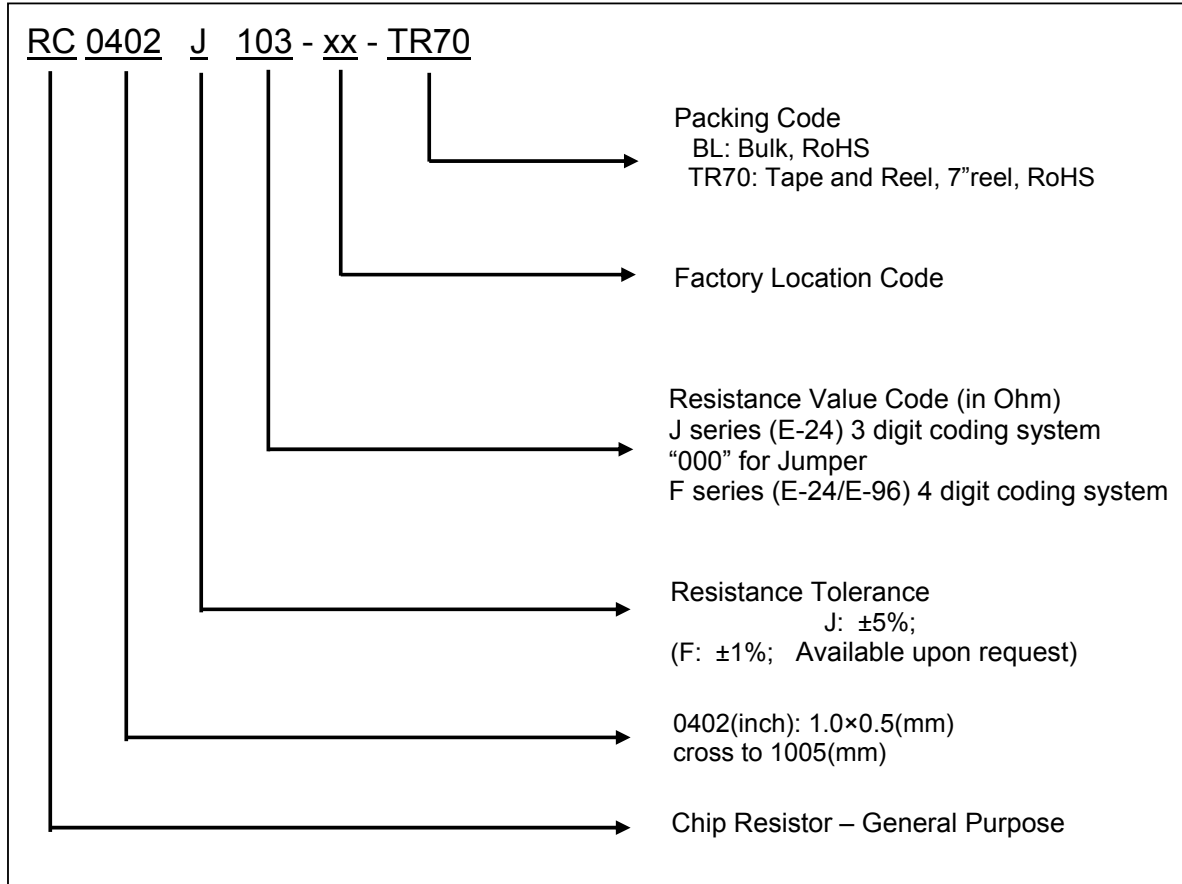 RC 0402 J 103 - xx - TR70
Packing Code
BL: Bulk, RoHS
TR70: Tape and Reel, 7”reel, RoHS
Factory Location Code
Resistance Value Code (in Ohm)
J series (E-24) 3 digit coding system
“000” for Jumper
F series (E-24/E-96) 4 digit coding system
Resistance Tolerance
J: ±5%;
(F: ±1%; Available upon request)
0402(inch): 1.0×0.5(mm)
cross to 1005(mm)
Chip Resistor – General Purpose